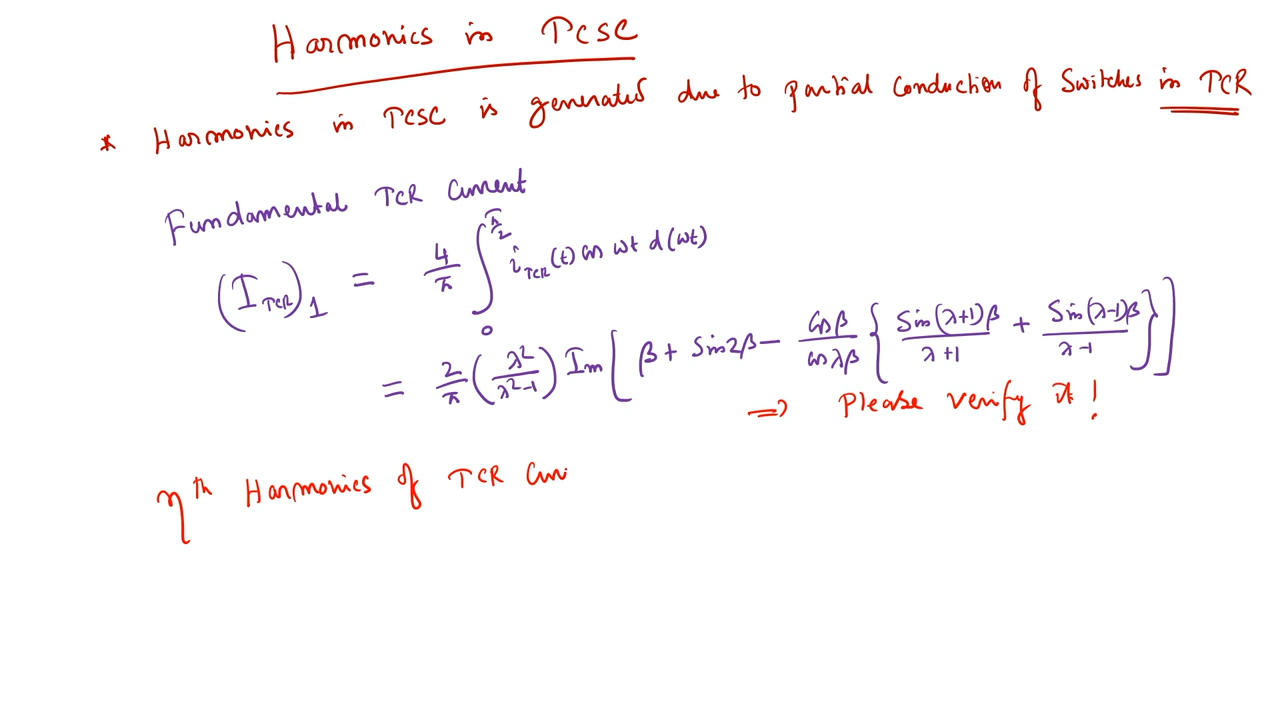 Harmonics in TCSC
* Harmonics in TCSC is generated due to partial Conduction of Switches in TCR
Fundamental TCR Current
(I_TCR)_1 = 4/π ∫_0^{π/2} i_TCR(t) cos ωt d(ωt)
= 2/π (λ²/(λ²-1)) I_m [ β + Sin2β - Cosβ/cosλβ { Sin(λ+1)β/(λ+1) + Sin(λ-1)β/(λ-1) } ]
⇒ Please verify it!
ηth Harmonics of TCR Curr